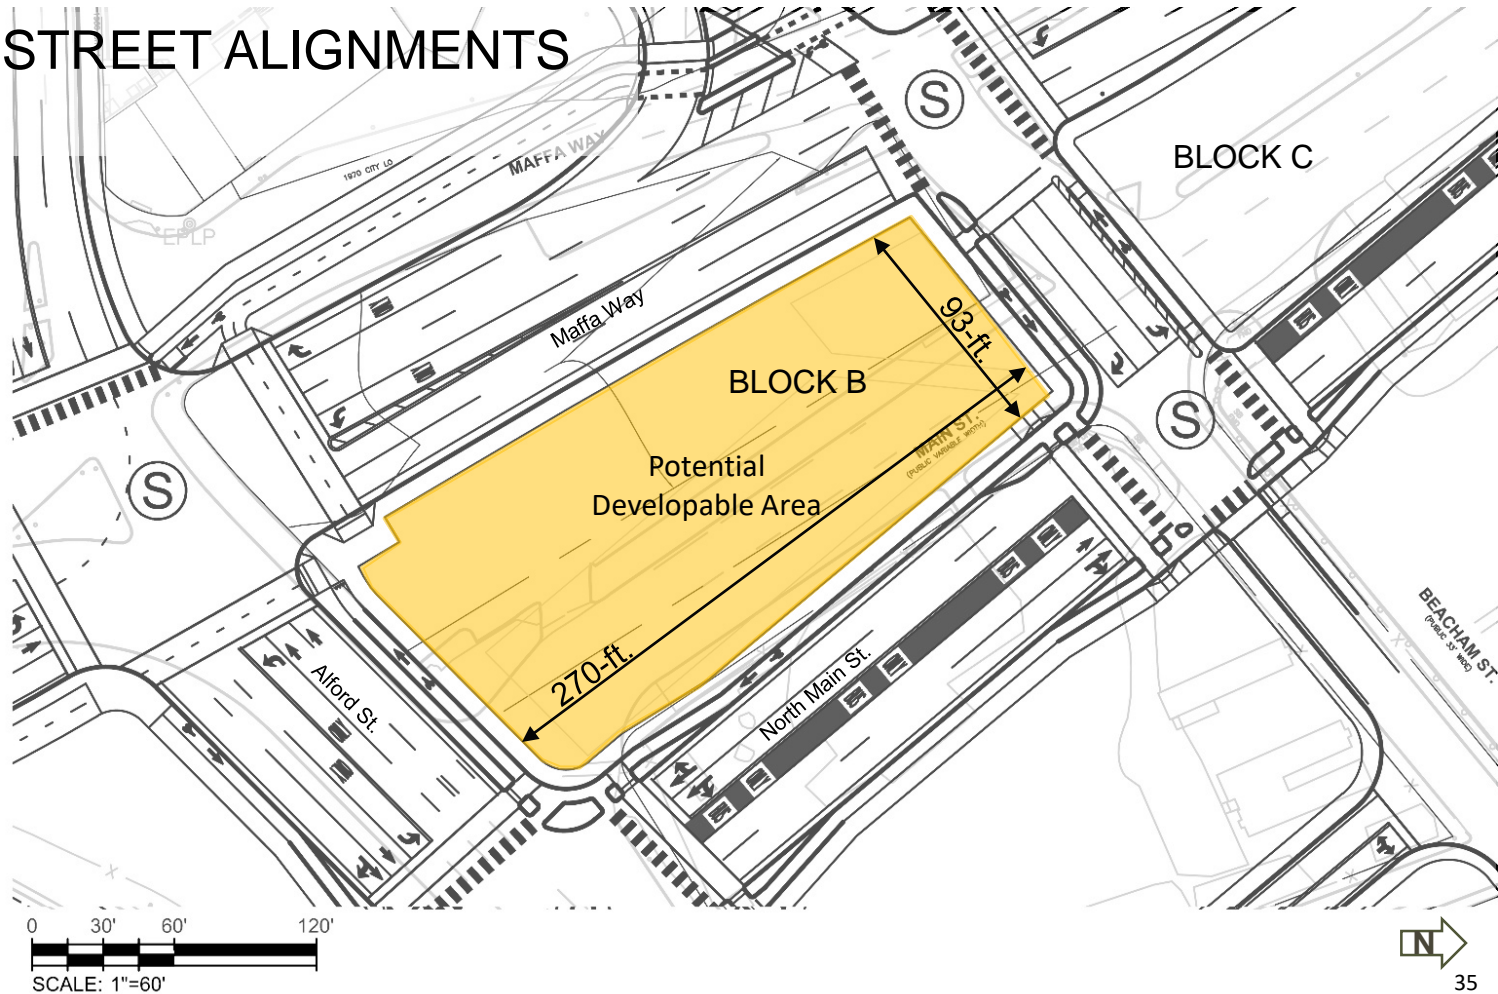 STREET ALIGNMENTS
S
BLOCK C
MAFFA WAY
1970 CITY LO
EPLP
Maffa Way
93-ft.
BLOCK B
MAIN ST.
(PUBLIC VARIABLE WIDTH)
Potential
Developable Area
S
S
270-ft.
Alford St.
North Main St.
BEACHAM ST.
(PUBLIC 33' WIDE)
0 30' 60' 120'
SCALE: 1"=60'
N
35